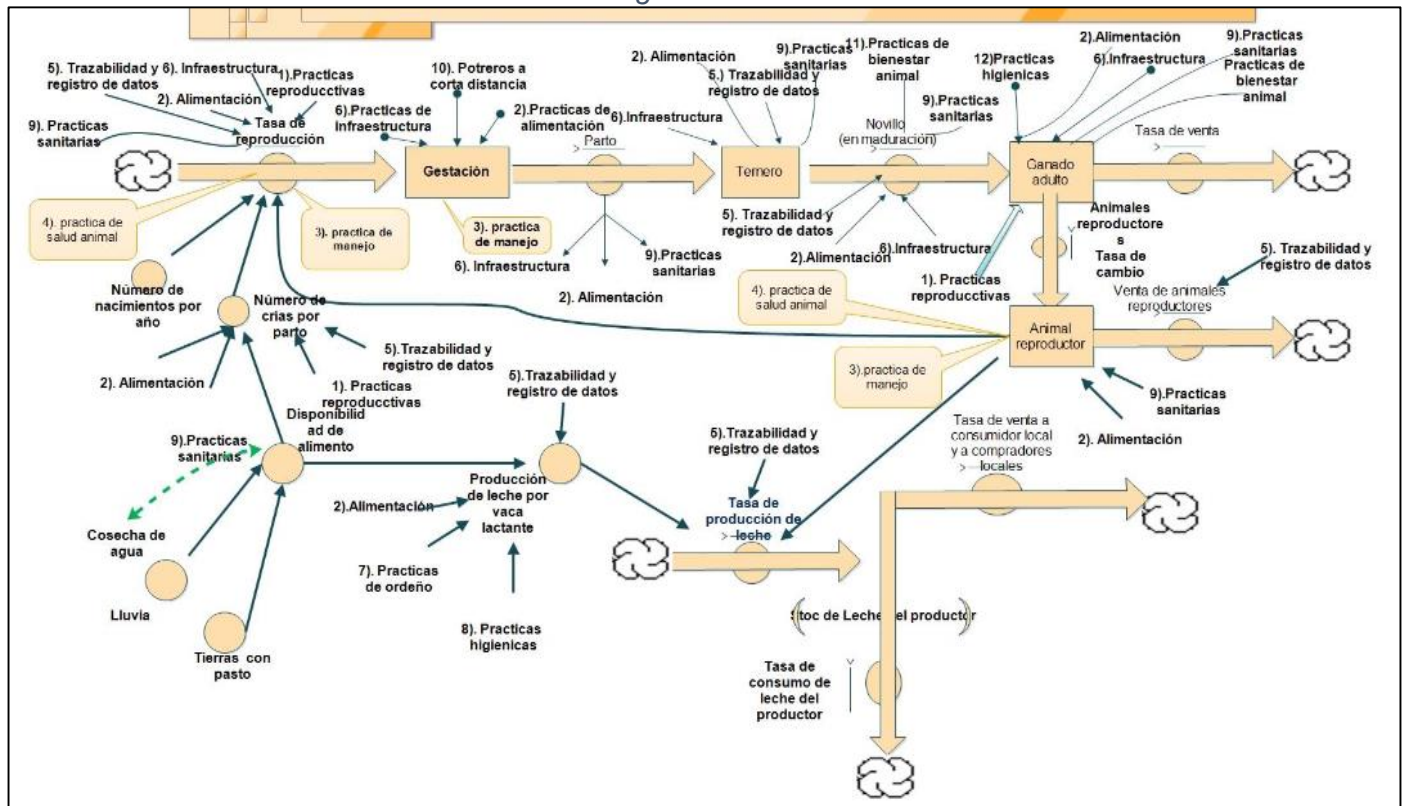 5). Trazabilidad y
registro de datos
6). Infraestructura
1).Practicas
reproducctivas
2). Alimentación
9). Practicas
sanitarias
Tasa de
reproducción
10). Potreros a
corta distancia
6).Practicas de
infraestructura
2).Practicas de
alimentación
Parto
2). Alimentación
9).Practicas
sanitarias
5.) Trazabilidad y
registro de datos
6).Infraestructura
11).Practicas de
bienestar
animal
9).Practicas
sanitarias
Novillo
(en maduración)
12)Practicas
higienicas
2).Alimentación
6).Infraestructura
9).Practicas
sanitarias
Practicas de
bienestar
animal
Tasa de venta
Gestación
Ternero
Ganado
adulto
4). practica de
salud animal
3). practica de
manejo
3). practica
de manejo
6). Infraestructura
9).Practicas
sanitarias
2). Alimentación
5). Trazabilidad y
registro de datos
2).Alimentación
6).Infraestructura
1). Practicas
reproducctivas
Animales
reproductore
s
Tasa de
cambio
5). Trazabilidad y
registro de datos
Venta de animales
reproductores
Número de
nacimientos por
año
Número de
crias por
parto
4). practica de
salud animal
Animal
reproductor
3).practica de
manejo
5).Trazabilidad y
registro de datos
2). Alimentación
1). Practicas
reproducctivas
5).Trazabilidad y
registro de datos
9).Practicas
sanitarias
2). Alimentación
Disponibilid
ad de
alimento
9).Practicas
sanitarias
Tasa de venta a
consumidor local
y a compradores
locales
5).Trazabilidad y
registro de datos
Producción
de leche por
vaca
lactante
2).Alimentación
Tasa de
producción de
leche
Cosecha de
agua
7). Practicas
de ordeño
Lluvia
8). Practicas
higienicas
Stoc de Leche del productor
Tierras con
pasto
Tasa de
consumo de
leche del
productor